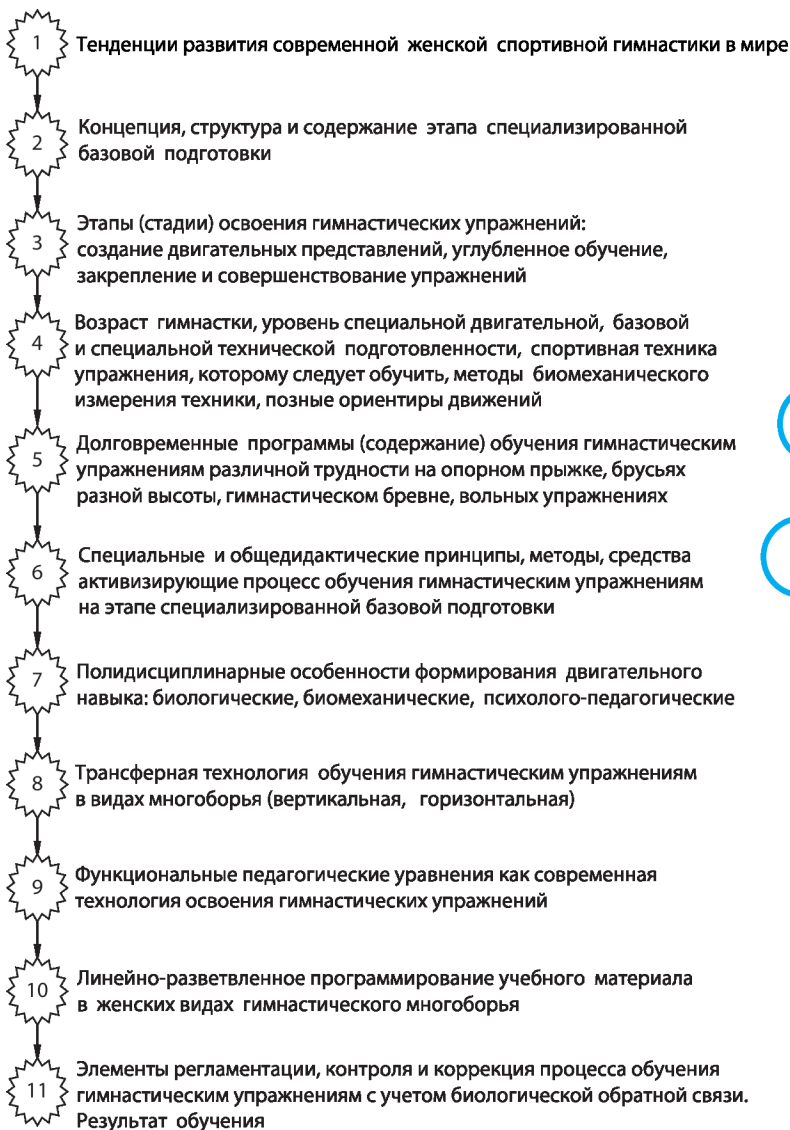 1 Тенденции развития современной женской спортивной гимнастики в мире
2 Концепция, структура и содержание этапа специализированной
базовой подготовки
3 Этапы (стадии) освоения гимнастических упражнений:
создание двигательных представлений, углубленное обучение,
закрепление и совершенствование упражнений
4 Возраст гимнастки, уровень специальной двигательной, базовой
и специальной технической подготовленности, спортивная техника
упражнения, которому следует обучить, методы биомеханического
измерения техники, позные ориентиры движений
5 Долговременные программы (содержание) обучения гимнастическим
упражнениям различной трудности на опорном прыжке, брусьях
разной высоты, гимнастическом бревне, вольных упражнениях
6 Специальные и общедидактические принципы, методы, средства
активизирующие процесс обучения гимнастическим упражнениям
на этапе специализированной базовой подготовки
7 Полидисциплинарные особенности формирования двигательного
навыка: биологические, биомеханические, психолого-педагогические
8 Трансферная технология обучения гимнастическим упражнениям
в видах многоборья (вертикальная, горизонтальная)
9 Функциональные педагогические уравнения как современная
технология освоения гимнастических упражнений
10 Линейно-разветвленное программирование учебного материала
в женских видах гимнастического многоборья
11 Элементы регламентации, контроля и коррекция процесса обучения
гимнастическим упражнениям с учетом биологической обратной связи.
Результат обучения